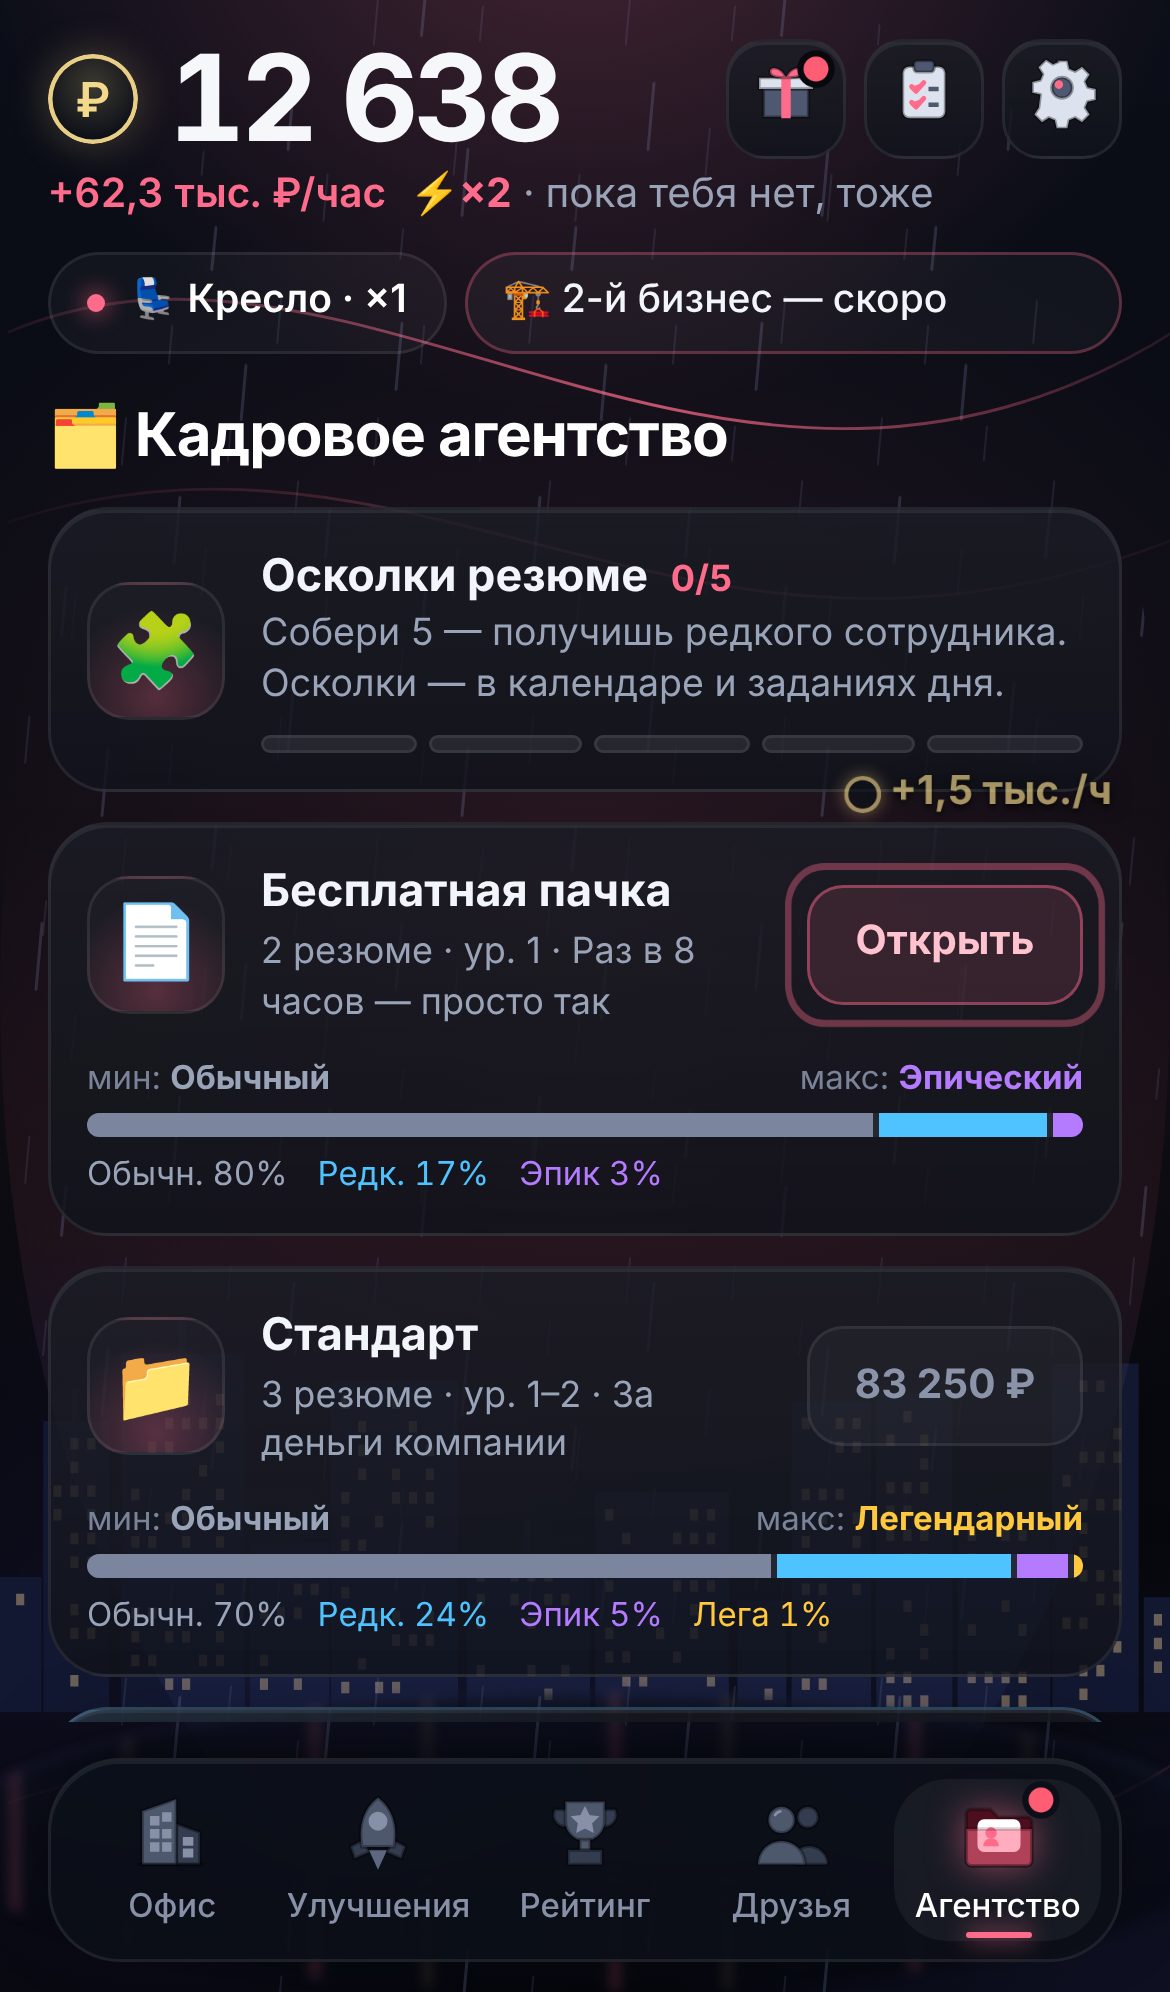 ₽ 12 638
+62,3 тыс. ₽/час ⚡×2 · пока тебя нет, тоже
Кресло · ×1
2-й бизнес — скоро
Кадровое агентство
Осколки резюме 0/5
Собери 5 — получишь редкого сотрудника.
Осколки — в календаре и заданиях дня.
+1,5 тыс./ч
Бесплатная пачка
2 резюме · ур. 1 · Раз в 8
часов — просто так
Открыть
мин: Обычный
макс: Эпический
Обычн. 80% Редк. 17% Эпик 3%
Стандарт
3 резюме · ур. 1–2 · За
деньги компании
83 250 ₽
мин: Обычный
макс: Легендарный
Обычн. 70% Редк. 24% Эпик 5% Лега 1%
Офис
Улучшения
Рейтинг
Друзья
Агентство